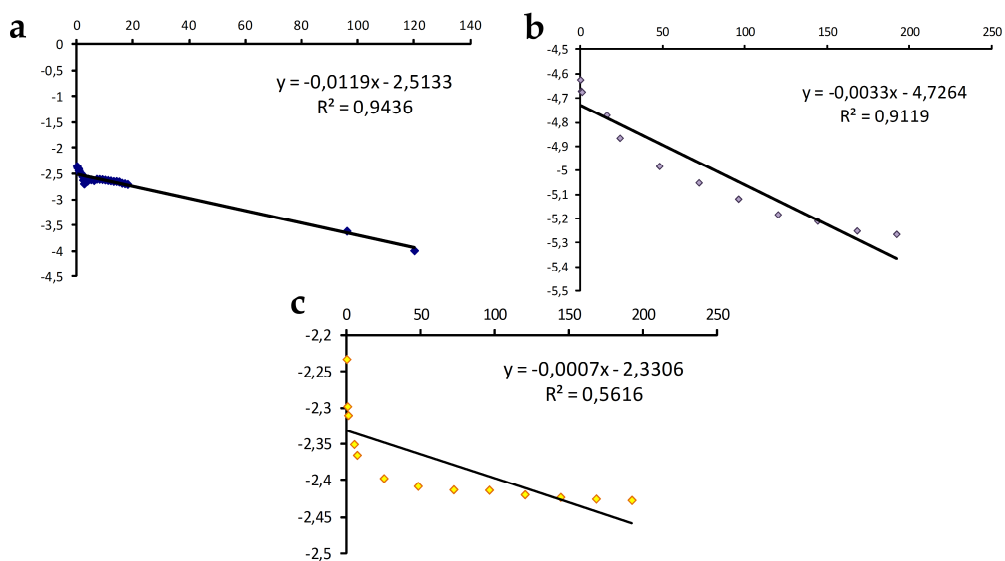 a
0 20 40 60 80 100 120 140
0
-0,5
-1
-1,5
-2
-2,5
-3
-3,5
-4
-4,5
y = -0,0119x - 2,5133
R² = 0,9436
b
0 50 100 150 200 250
-4,5
-4,6
-4,7
-4,8
-4,9
-5
-5,1
-5,2
-5,3
-5,4
-5,5
y = -0,0033x - 4,7264
R² = 0,9119
c
0 50 100 150 200 250
-2,2
-2,25
-2,3
-2,35
-2,4
-2,45
-2,5
y = -0,0007x - 2,3306
R² = 0,5616